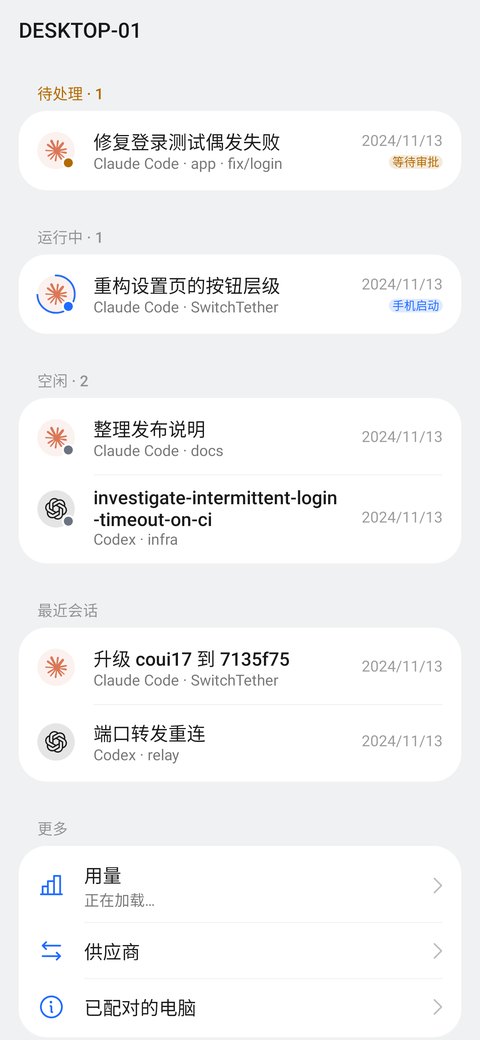 DESKTOP-01
待处理 · 1
修复登录测试偶发失败
2024/11/13
Claude Code · app · fix/login
等待审批
运行中 · 1
重构设置页的按钮层级
2024/11/13
Claude Code · SwitchTether
手机启动
空闲 · 2
整理发布说明
2024/11/13
Claude Code · docs
investigate-intermittent-login
-timeout-on-ci
2024/11/13
Codex · infra
最近会话
升级 coui17 到 7135f75
2024/11/13
Claude Code · SwitchTether
端口转发重连
2024/11/13
Codex · relay
更多
用量
正在加载…
供应商
已配对的电脑